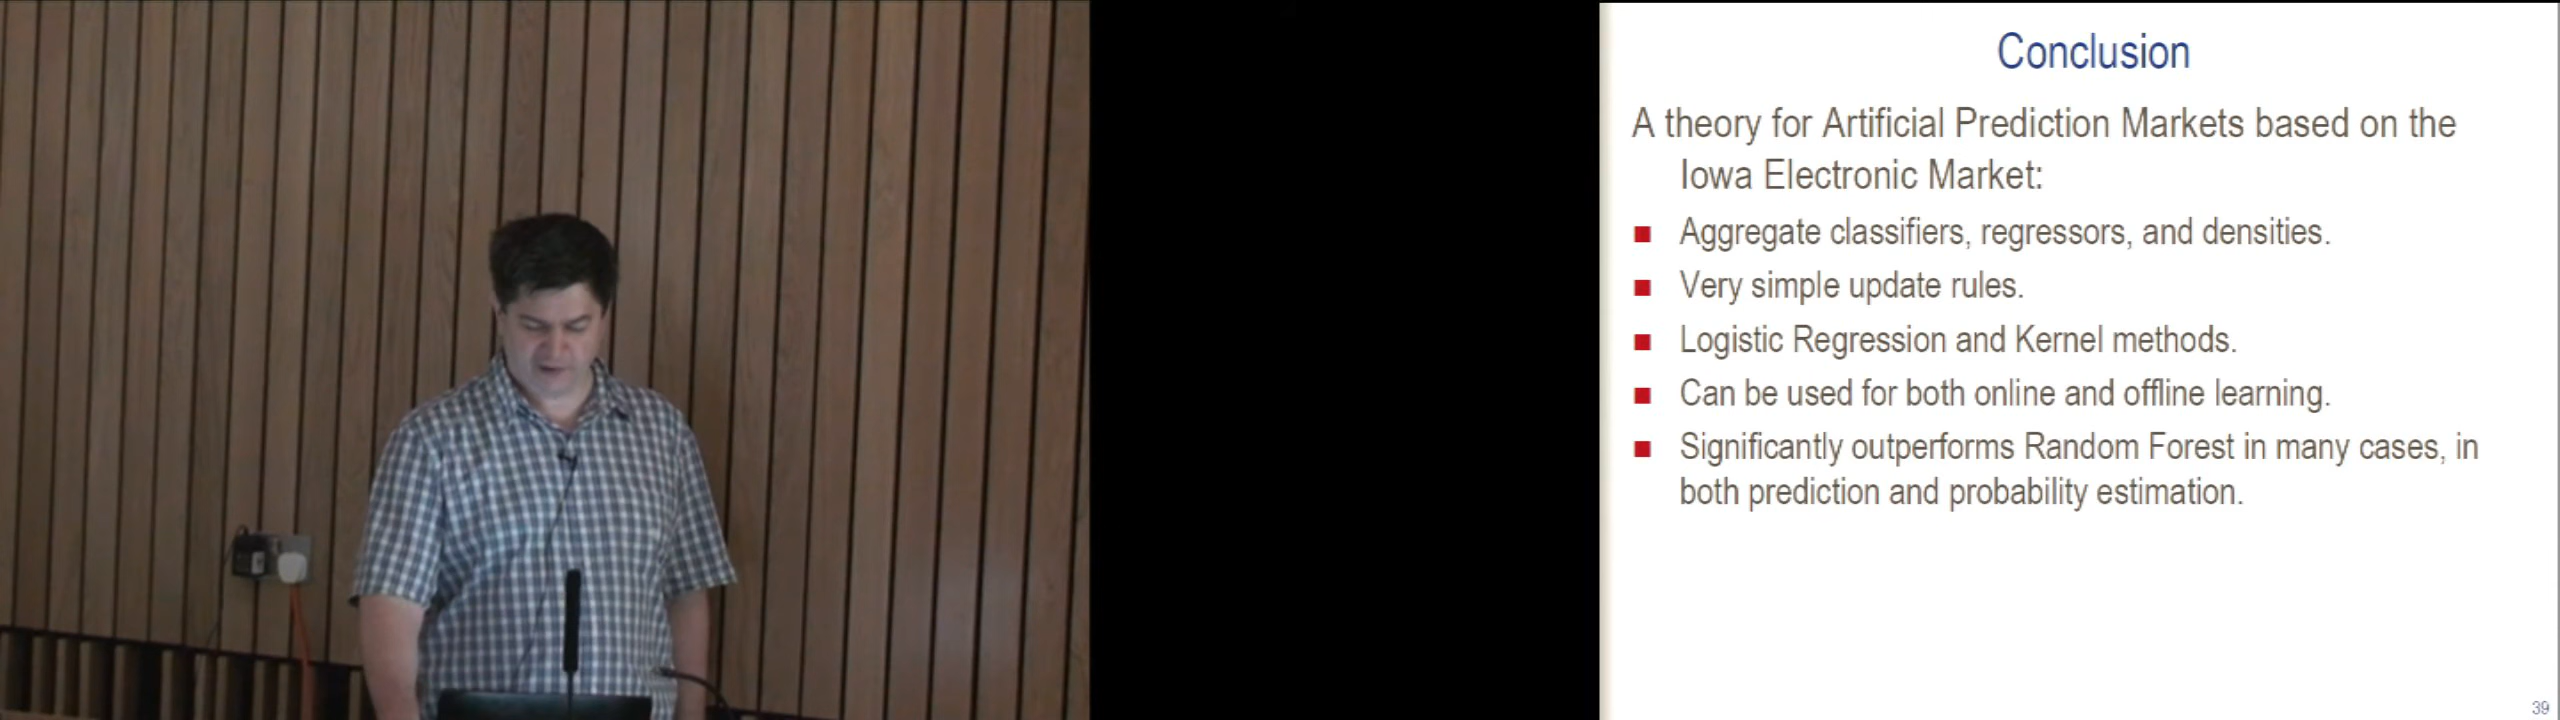 Conclusion
A theory for Artificial Prediction Markets based on the
Iowa Electronic Market:
Aggregate classifiers, regressors, and densities.
Very simple update rules.
Logistic Regression and Kernel methods.
Can be used for both online and offline learning.
Significantly outperforms Random Forest in many cases, in
both prediction and probability estimation.
39